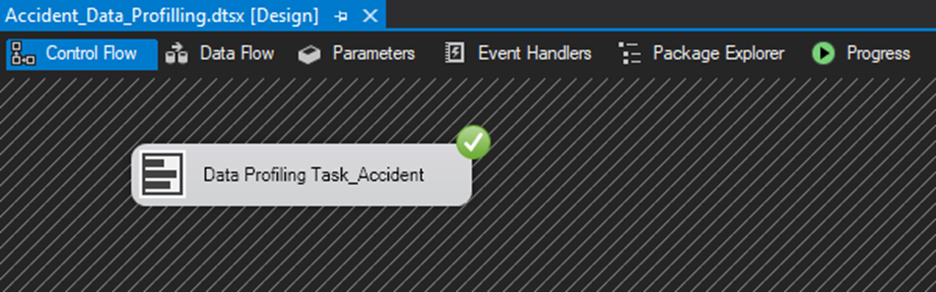 Accident_Data_Profilling.dtsx [Design]
Control Flow Data Flow Parameters Event Handlers Package Explorer Progress
Data Profiling Task_Accident